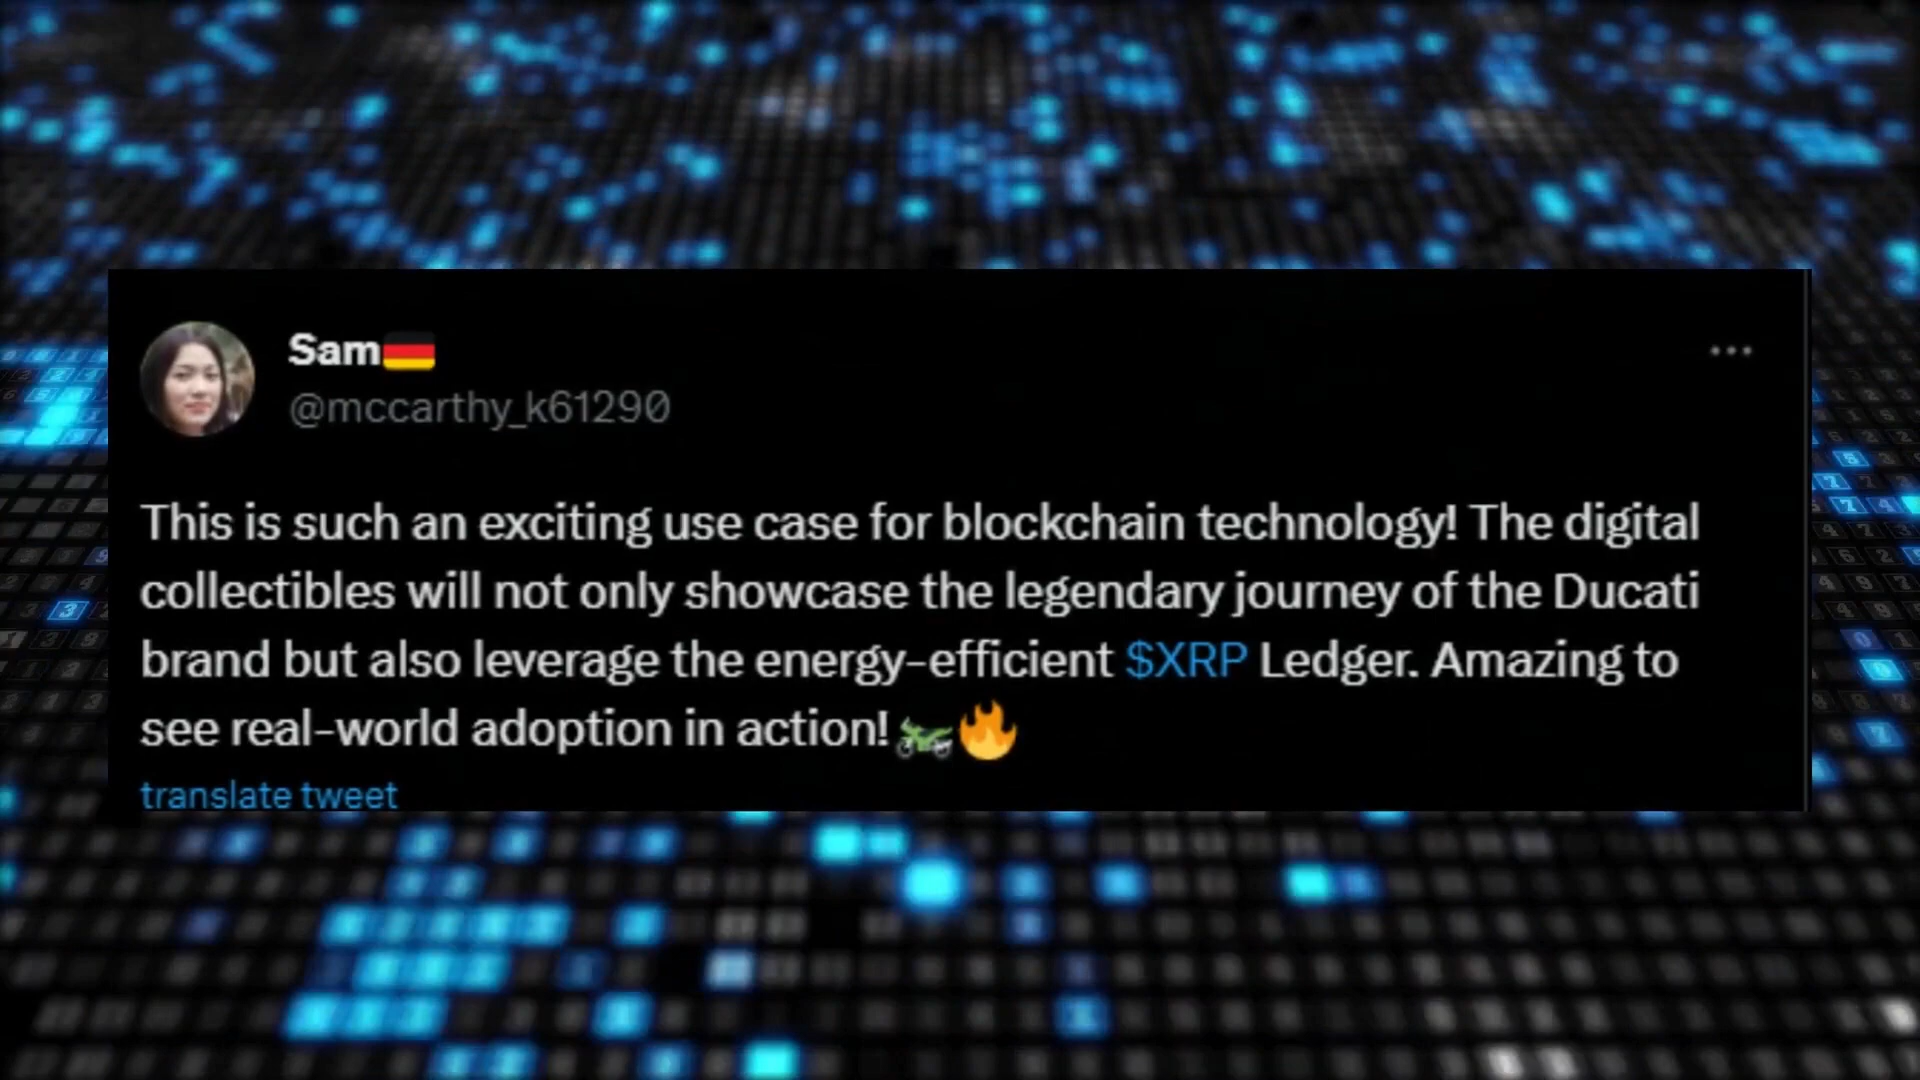 Sam🇩🇪
@mccarthy_k61290
This is such an exciting use case for blockchain technology! The digital
collectibles will not only showcase the legendary journey of the Ducati
brand but also leverage the energy-efficient $XRP Ledger. Amazing to
see real-world adoption in action!🏍🔥
translate tweet